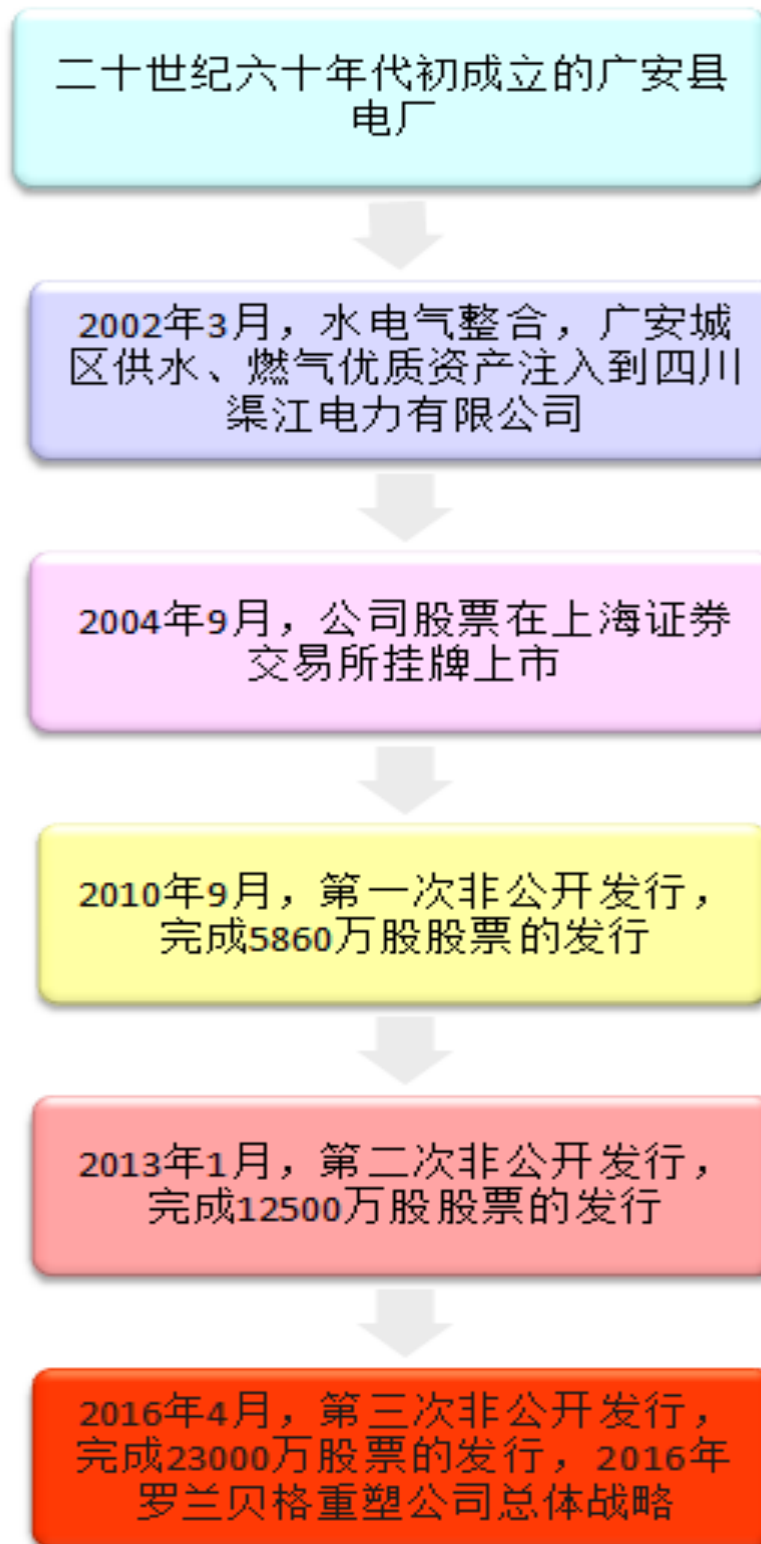 二十世纪六十年代初成立的广安县
电厂
2002年3月，水电气整合，广安城
区供水、燃气优质资产注入到四川
渠江电力有限公司
2004年9月，公司股票在上海证券
交易所挂牌上市
2010年9月，第一次非公开发行，
完成5860万股股票的发行
2013年1月，第二次非公开发行，
完成12500万股股票的发行
2016年4月，第三次非公开发行，
完成23000万股票的发行，2016年
罗兰贝格重塑公司总体战略